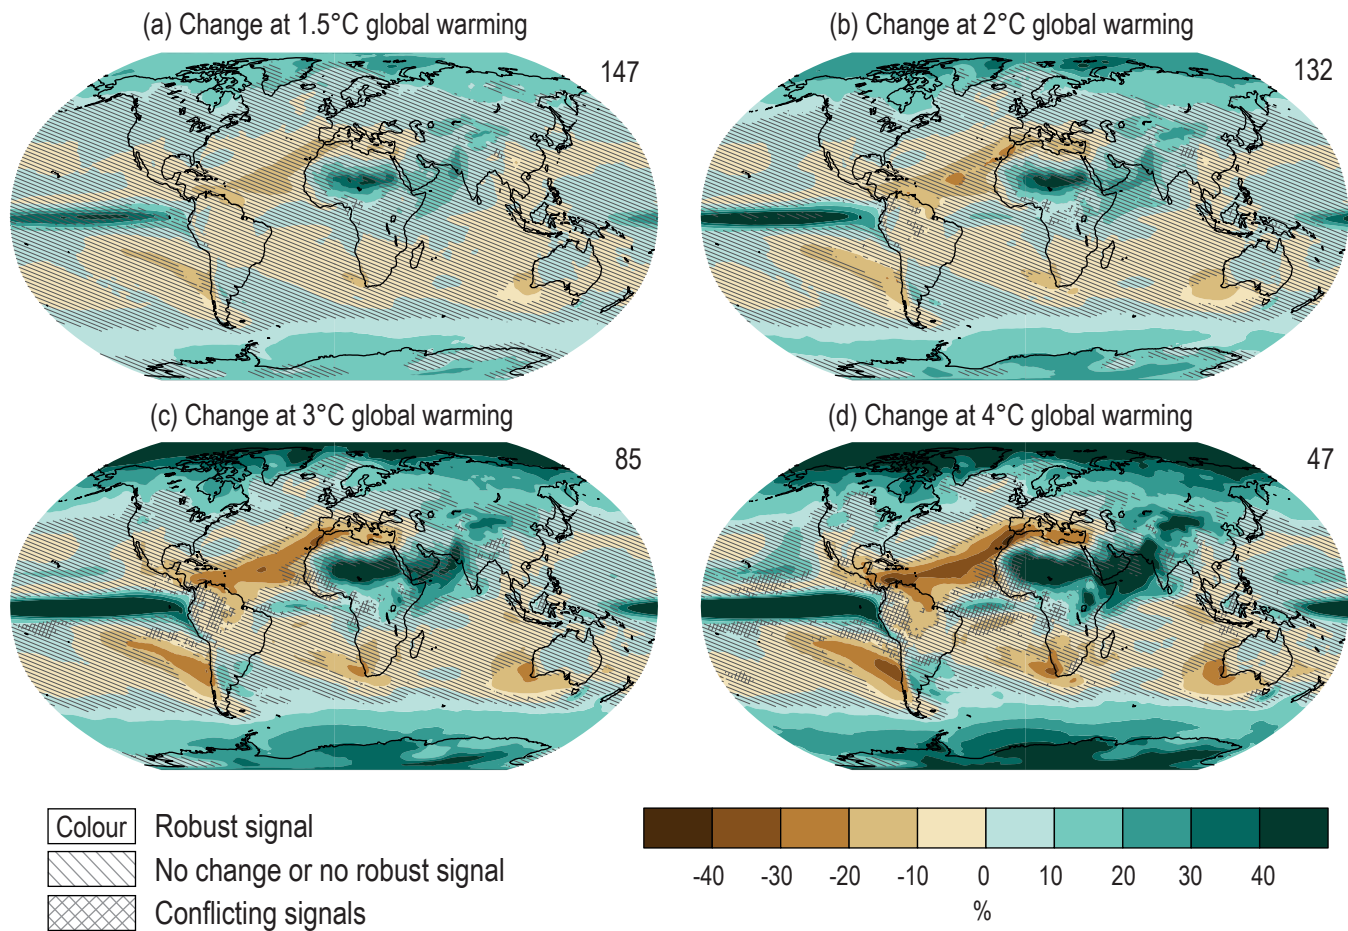 (a) Change at 1.5°C global warming
147
(b) Change at 2°C global warming
132
(c) Change at 3°C global warming
85
(d) Change at 4°C global warming
47
Colour Robust signal
No change or no robust signal
Conflicting signals
-40 -30 -20 -10 0 10 20 30 40
%